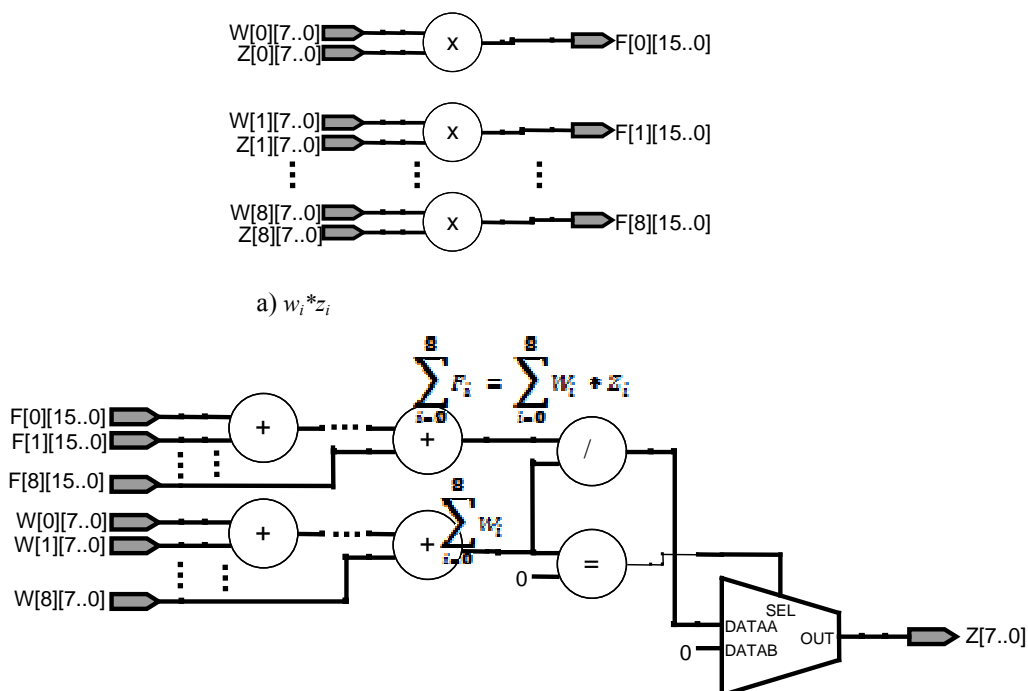 W[0][7..0]
Z[0][7..0]
x
F[0][15..0]
W[1][7..0]
Z[1][7..0]
x
F[1][15..0]
W[8][7..0]
Z[8][7..0]
x
F[8][15..0]
a) wᵢ*zᵢ
8 ∑ i=0 Fᵢ = 8 ∑ i=0 Wᵢ * Zᵢ
F[0][15..0]
F[1][15..0]
F[8][15..0]
+
+
/
W[0][7..0]
W[1][7..0]
W[8][7..0]
+
+
8 ∑ i=0 Wᵢ
0
=
SEL
DATAA
0
DATAB
OUT
Z[7..0]